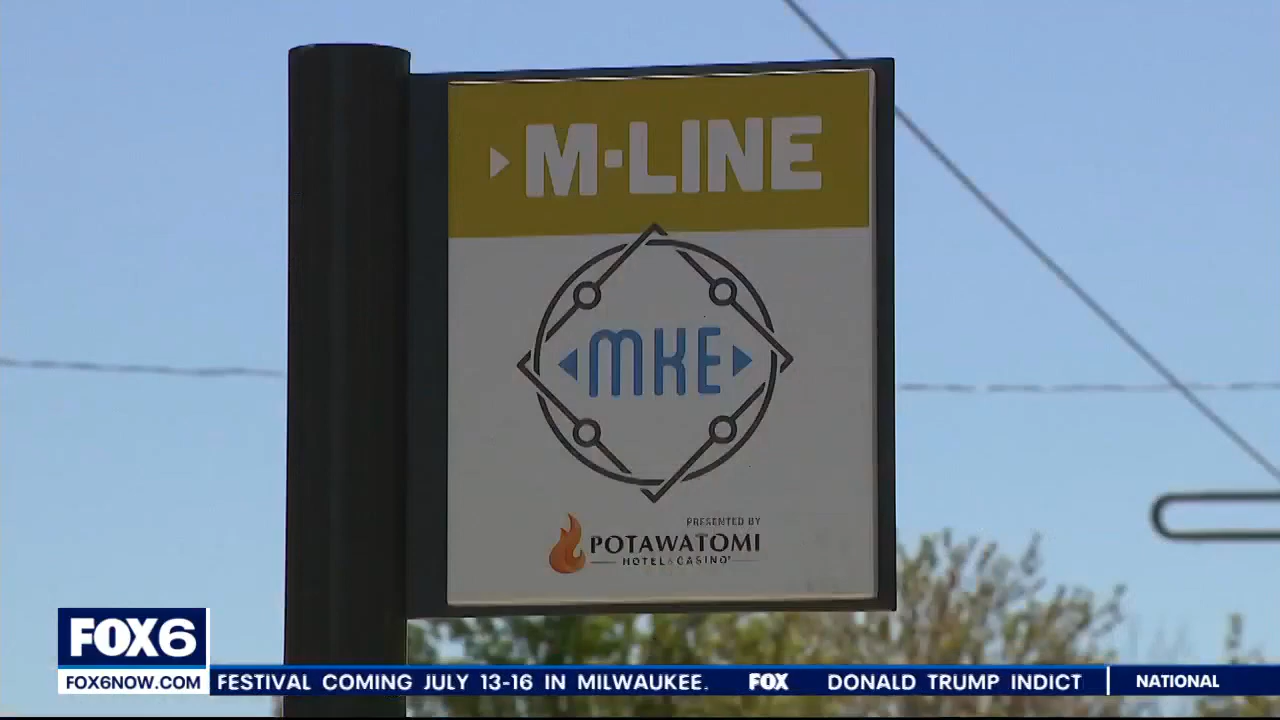 M·LINE
MKE
PRESENTED BY
POTAWATOMI
HOTEL & CASINO
FOX6
FOX6NOW.COM
FESTIVAL COMING JULY 13-16 IN MILWAUKEE. FOX DONALD TRUMP INDICT
NATIONAL